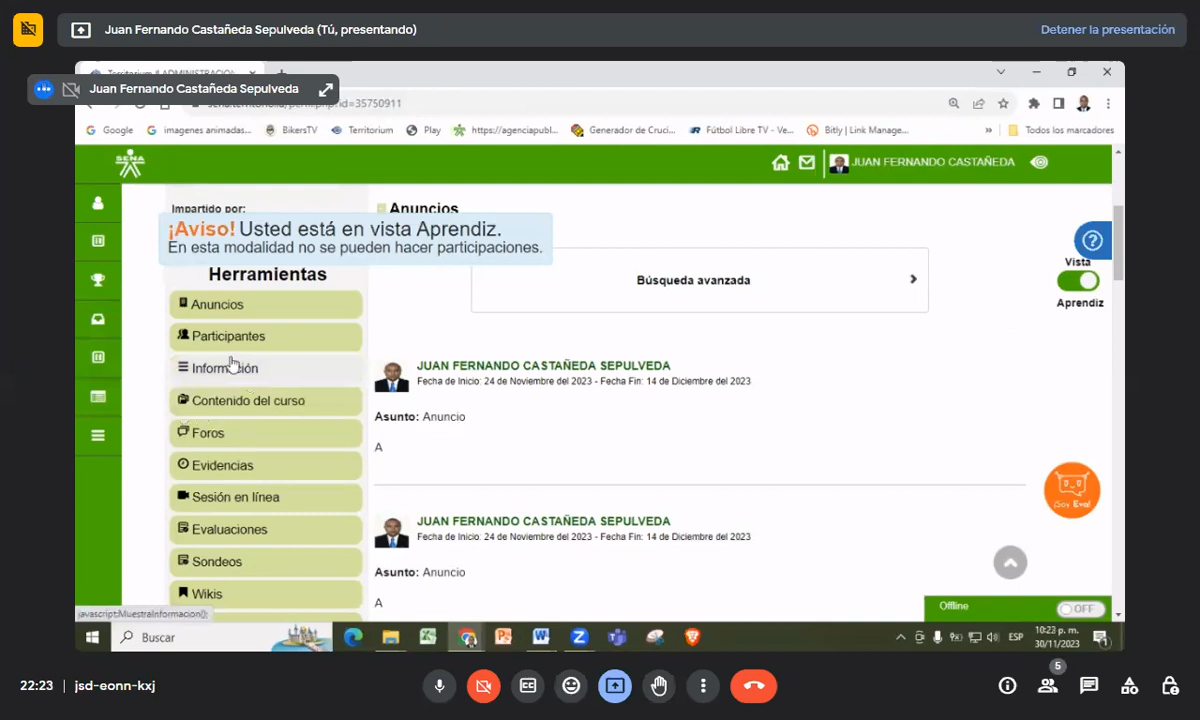 Juan Fernando Castañeda Sepulveda (Tú, presentando)
Detener la presentación
Juan Fernando Castañeda Sepulveda
Google
imagenes animadas...
BikersTV
Territorium
Play
https://agenciapubl...
Generador de Cruci...
Fútbol Libre TV - Ve...
Bitly | Link Manage...
»
Todos los marcadores
SENA
JUAN FERNANDO CASTAÑEDA
Impartido por:
Anuncios
¡Aviso! Usted está en vista Aprendiz.
En esta modalidad no se pueden hacer participaciones.
Herramientas
Anuncios
Participantes
Información
Contenido del curso
Foros
Evidencias
Sesión en línea
Evaluaciones
Sondeos
Wikis
Búsqueda avanzada
Vista
Aprendiz
JUAN FERNANDO CASTAÑEDA SEPULVEDA
Fecha de Inicio: 24 de Noviembre del 2023 - Fecha Fin: 14 de Diciembre del 2023
Asunto: Anuncio
A
JUAN FERNANDO CASTAÑEDA SEPULVEDA
Fecha de Inicio: 24 de Noviembre del 2023 - Fecha Fin: 14 de Diciembre del 2023
Asunto: Anuncio
A
¡Soy Eva!
Offline
OFF
javascript:MuestraInformacion();
Buscar
ESP
10:23 p. m.
30/11/2023
1
22:23 | jsd-eonn-kxj
5